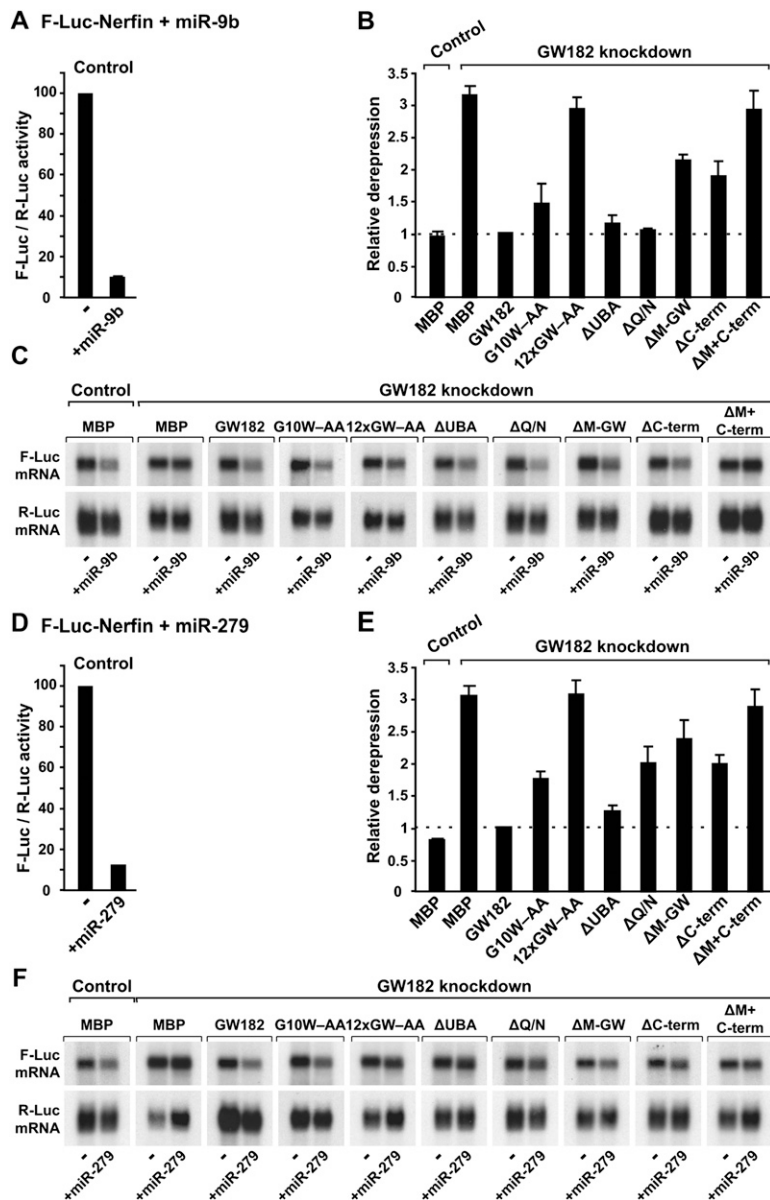 A F-Luc-Nerfin + miR-9b
Control
F-Luc / R-Luc activity
100
80
60
40
20
0
-
+miR-9b
B
Control
GW182 knockdown
Relative derepression
3.5
3
2.5
2
1.5
1
0.5
0
MBP
MBP
GW182
G10W–AA
12xGW–AA
ΔUBA
ΔQ/N
ΔM-GW
ΔC-term
ΔM+C-term
C
Control
GW182 knockdown
MBP MBP GW182 G10W–AA 12xGW–AA ΔUBA ΔQ/N ΔM-GW ΔC-term ΔM+
C-term
F-Luc
mRNA
R-Luc
mRNA
- - - - - - - - - -
+miR-9b +miR-9b +miR-9b +miR-9b +miR-9b +miR-9b +miR-9b +miR-9b +miR-9b +miR-9b
D F-Luc-Nerfin + miR-279
Control
F-Luc / R-Luc activity
100
80
60
40
20
0
-
+miR-279
E
Control
GW182 knockdown
Relative derepression
3.5
3
2.5
2
1.5
1
0.5
0
MBP
MBP
GW182
G10W–AA
12xGW–AA
ΔUBA
ΔQ/N
ΔM-GW
ΔC-term
ΔM+C-term
F
Control
GW182 knockdown
MBP MBP GW182 G10W–AA 12xGW–AA ΔUBA ΔQ/N ΔM-GW ΔC-term ΔM+
C-term
F-Luc
mRNA
R-Luc
mRNA
- - - - - - - - - -
+miR-279 +miR-279 +miR-279 +miR-279 +miR-279 +miR-279 +miR-279 +miR-279 +miR-279 +miR-279